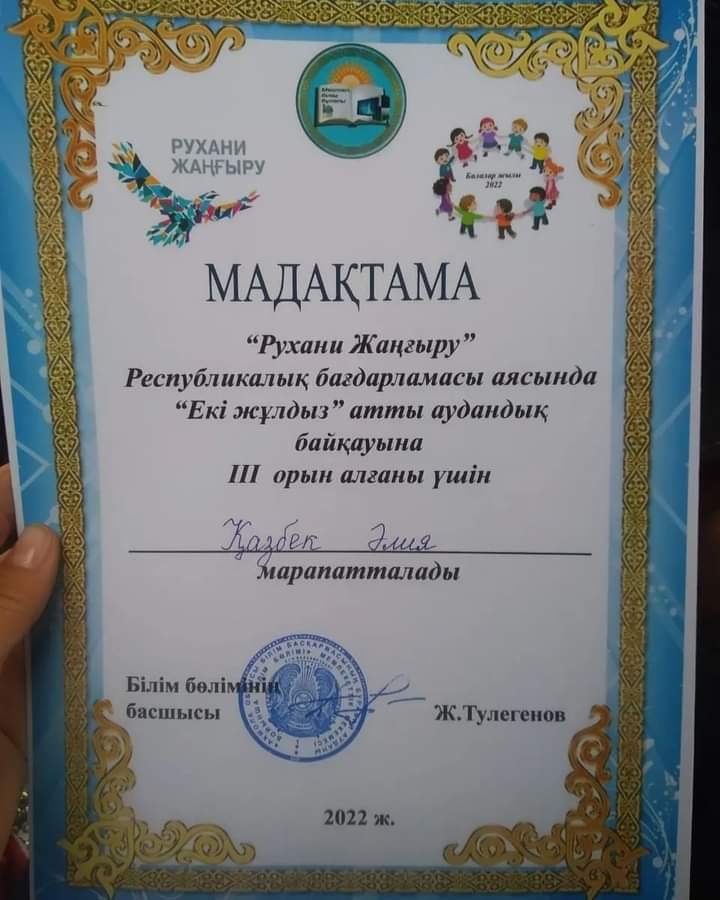 РУХАНИ
ЖАҢҒЫРУ
Балалар жылы
2022
МАДАҚТАМА
“Рухани Жаңғыру”
Республикалық бағдарламасы аясында
“Екі жұлдыз” атты аудандық
байқауына
III орын алғаны үшін
Қазбек Әлия
марапатталады
Білім бөлімінің
басшысы
Ж.Тулегенов
2022 ж.